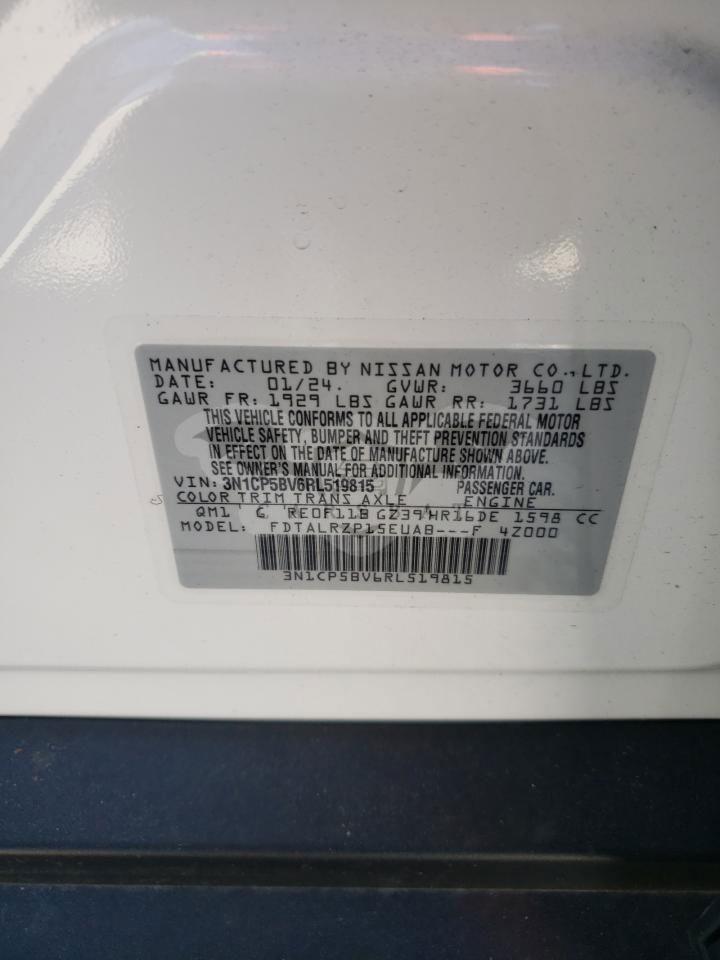 MANUFACTURED BY NISSAN MOTOR CO., LTD.
DATE: 01/24. GVWR: 3660 LBS
GAWR FR: 1929 LBS GAWR RR: 1731 LBS
THIS VEHICLE CONFORMS TO ALL APPLICABLE FEDERAL MOTOR
VEHICLE SAFETY, BUMPER AND THEFT PREVENTION STANDARDS
IN EFFECT ON THE DATE OF MANUFACTURE SHOWN ABOVE.
SEE OWNER'S MANUAL FOR ADDITIONAL INFORMATION.
VIN: 3N1CP5BV6RL519815 PASSENGER CAR.
COLOR TRIM TRANS AXLE ENGINE
QM1 G RE0F11B GZ39 HR16DE 1598 CC
MODEL: FDTALRZP15EUAB---F 4Z000
3N1CP5BV6RL519815